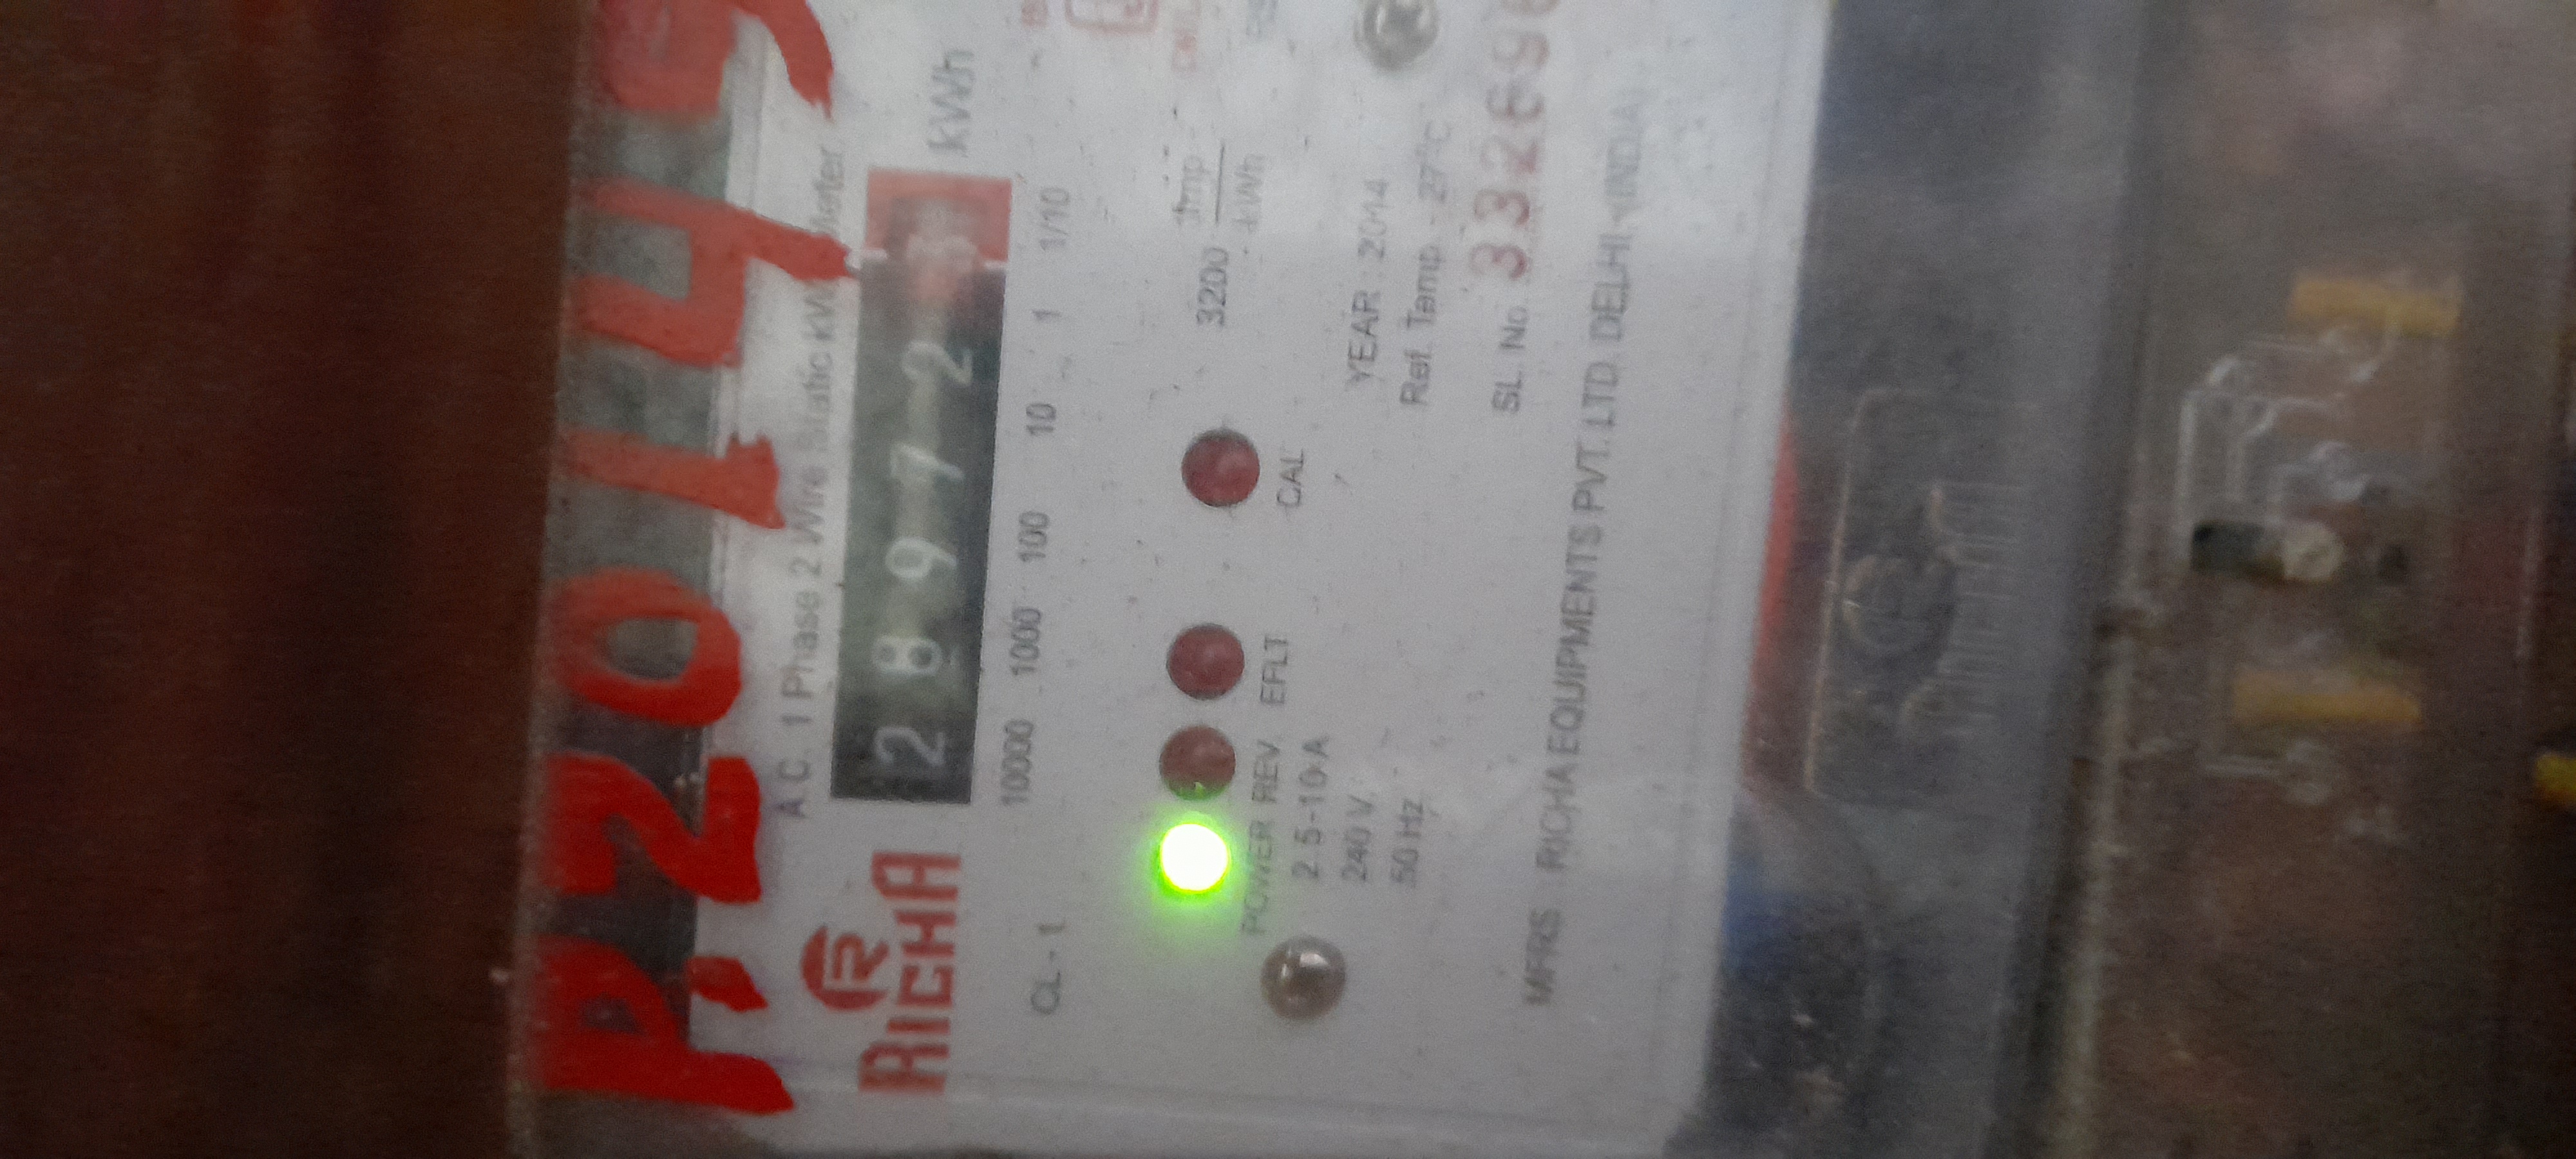 P.2014
A.C. 1 Phase 2 Wire Static kWh Meter
RICHA
2 8 9 7 2
kWh
CL - 1
10000 1000 100 10 1 1/10
3200 Imp
kWh
POWER REV. EFLT CAL
2.5-10 A
240 V
50 Hz
YEAR : 2014
Ref. Temp. - 27°C
SL. No. 332696
MFRS : RICHA EQUIPMENTS PVT. LTD. DELHI (INDIA)